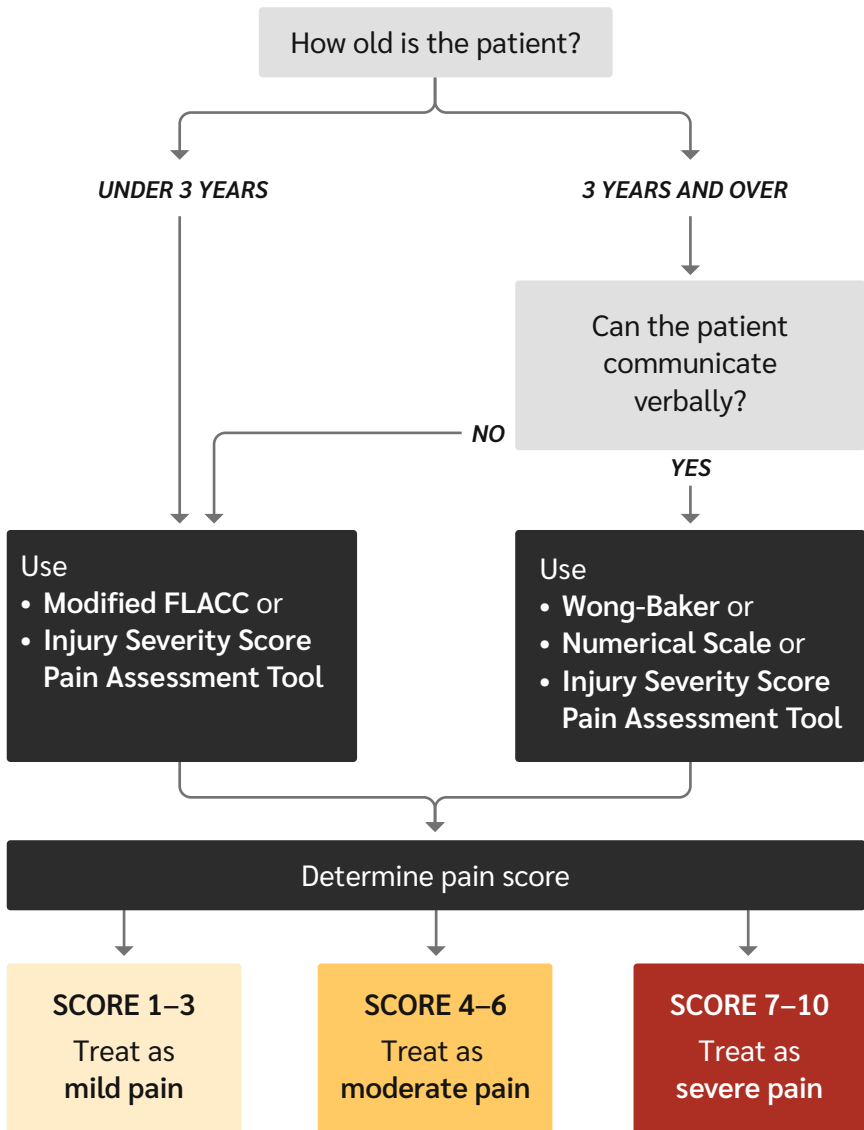 How old is the patient?
UNDER 3 YEARS
3 YEARS AND OVER
Can the patient
communicate
verbally?
NO
YES
Use
• Modified FLACC or
• Injury Severity Score
Pain Assessment Tool
Use
• Wong-Baker or
• Numerical Scale or
• Injury Severity Score
Pain Assessment Tool
Determine pain score
SCORE 1–3
Treat as
mild pain
SCORE 4–6
Treat as
moderate pain
SCORE 7–10
Treat as
severe pain